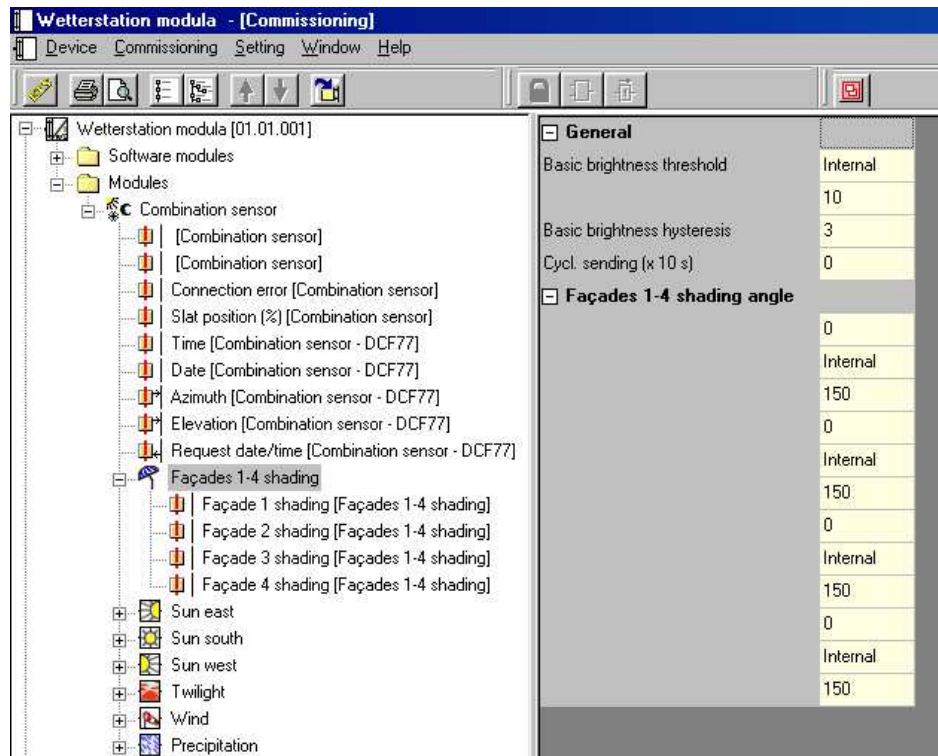 Wetterstation modula - [Commissioning]
Device Commissioning Setting Window Help
Wetterstation modula [01.01.001]
Software modules
Modules
Combination sensor
[Combination sensor]
[Combination sensor]
Connection error [Combination sensor]
Slat position (%) [Combination sensor]
Time [Combination sensor - DCF77]
Date [Combination sensor - DCF77]
Azimuth [Combination sensor - DCF77]
Elevation [Combination sensor - DCF77]
Request date/time [Combination sensor - DCF77]
Façades 1-4 shading
Façade 1 shading [Façades 1-4 shading]
Façade 2 shading [Façades 1-4 shading]
Façade 3 shading [Façades 1-4 shading]
Façade 4 shading [Façades 1-4 shading]
Sun east
Sun south
Sun west
Twilight
Wind
Precipitation
General
Basic brightness threshold Internal
10
Basic brightness hysteresis 3
Cycl. sending (x 10 s) 0
Façades 1-4 shading angle
0
Internal
150
0
Internal
150
0
Internal
150
0
Internal
150